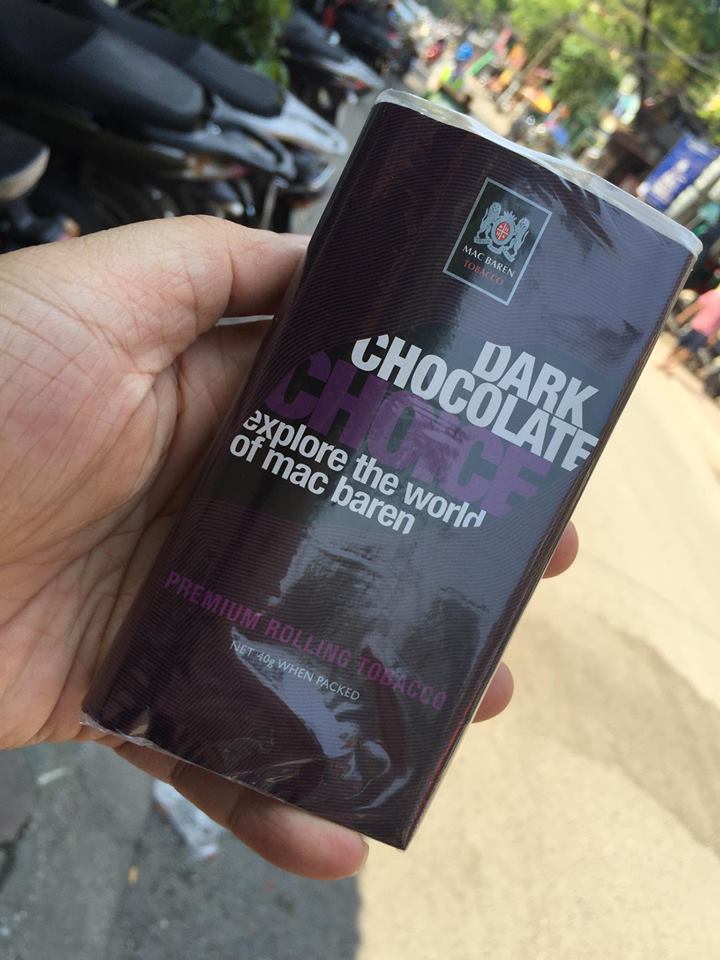 MAC BAREN
TOBACCO
DARK
CHOCOLATE
CHOICE
explore the world
of mac baren
PREMIUM ROLLING TOBACCO
NET 40g WHEN PACKED